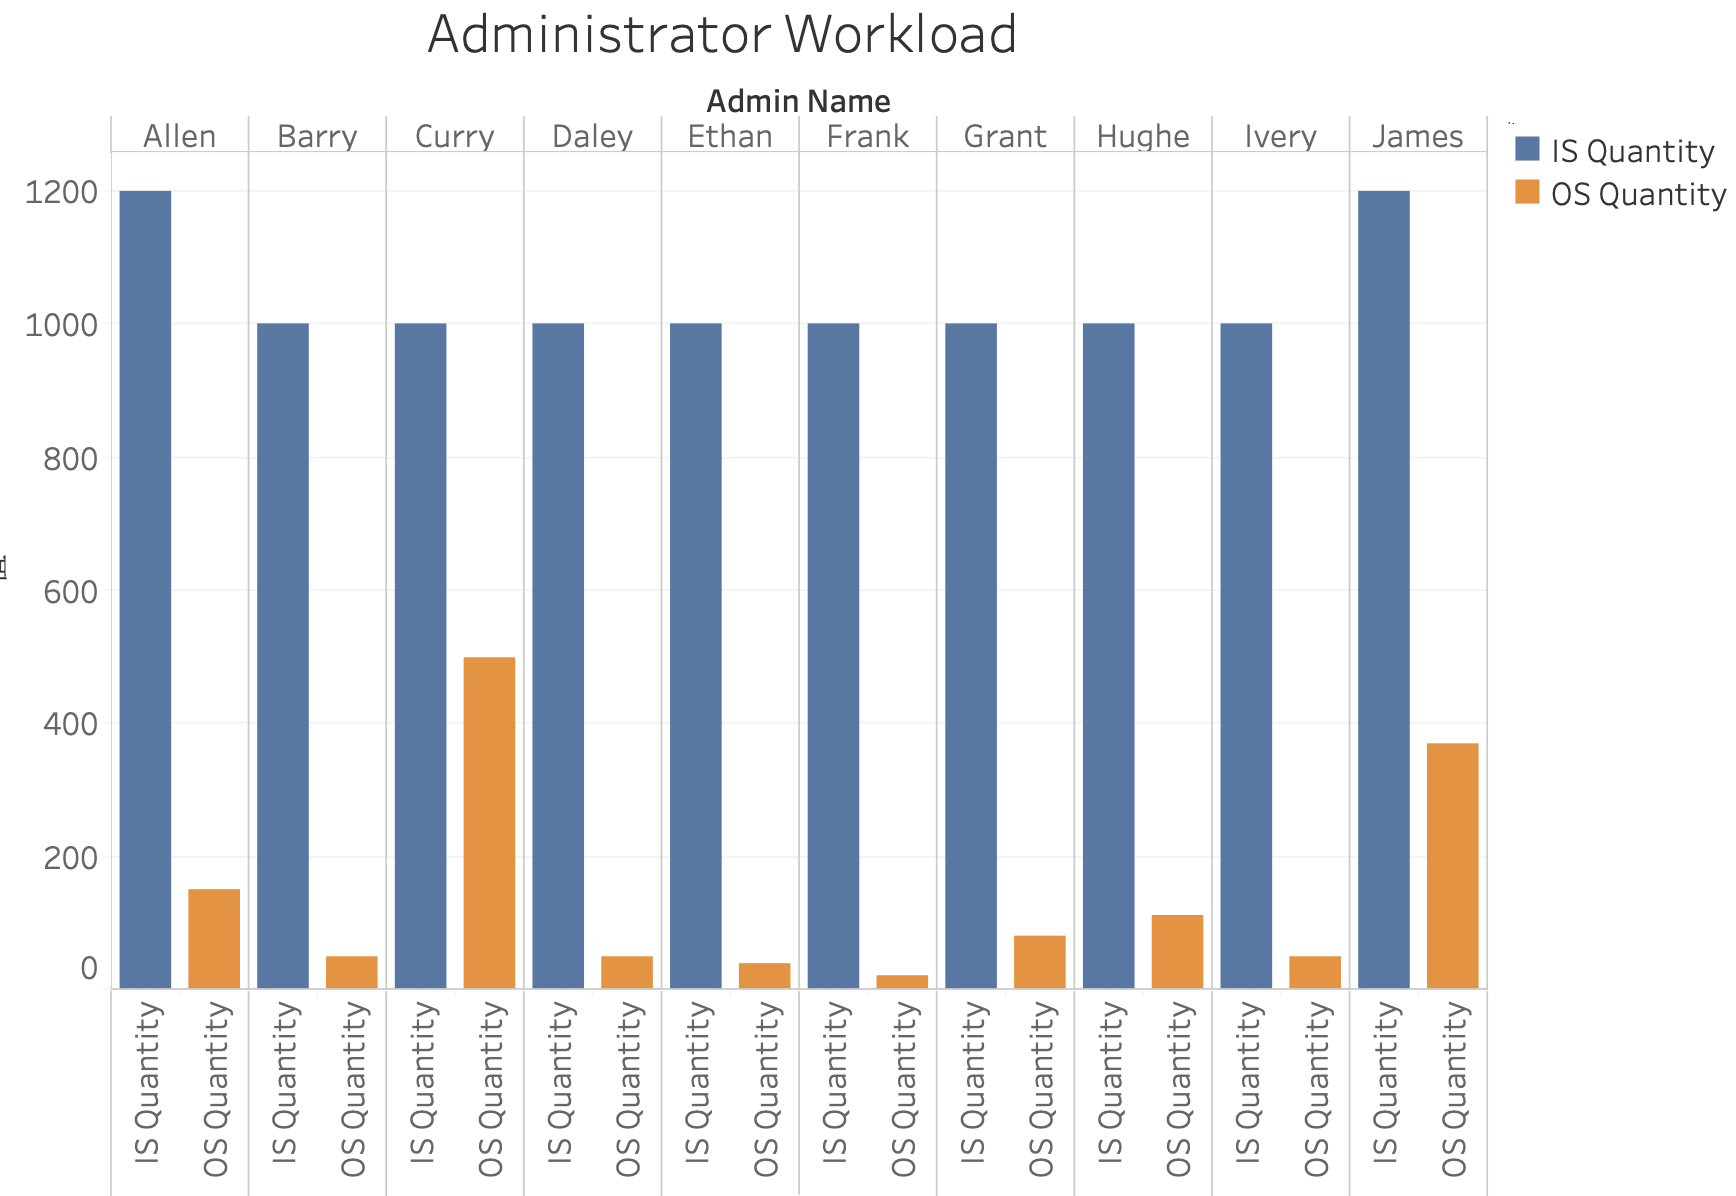 Administrator Workload
Admin Name
Allen Barry Curry Daley Ethan Frank Grant Hughe Ivery James
IS Quantity
OS Quantity
1200
1000
800
600
400
200
0
IS Quantity OS Quantity IS Quantity OS Quantity IS Quantity OS Quantity IS Quantity OS Quantity IS Quantity OS Quantity IS Quantity OS Quantity IS Quantity OS Quantity IS Quantity OS Quantity IS Quantity OS Quantity IS Quantity OS Quantity